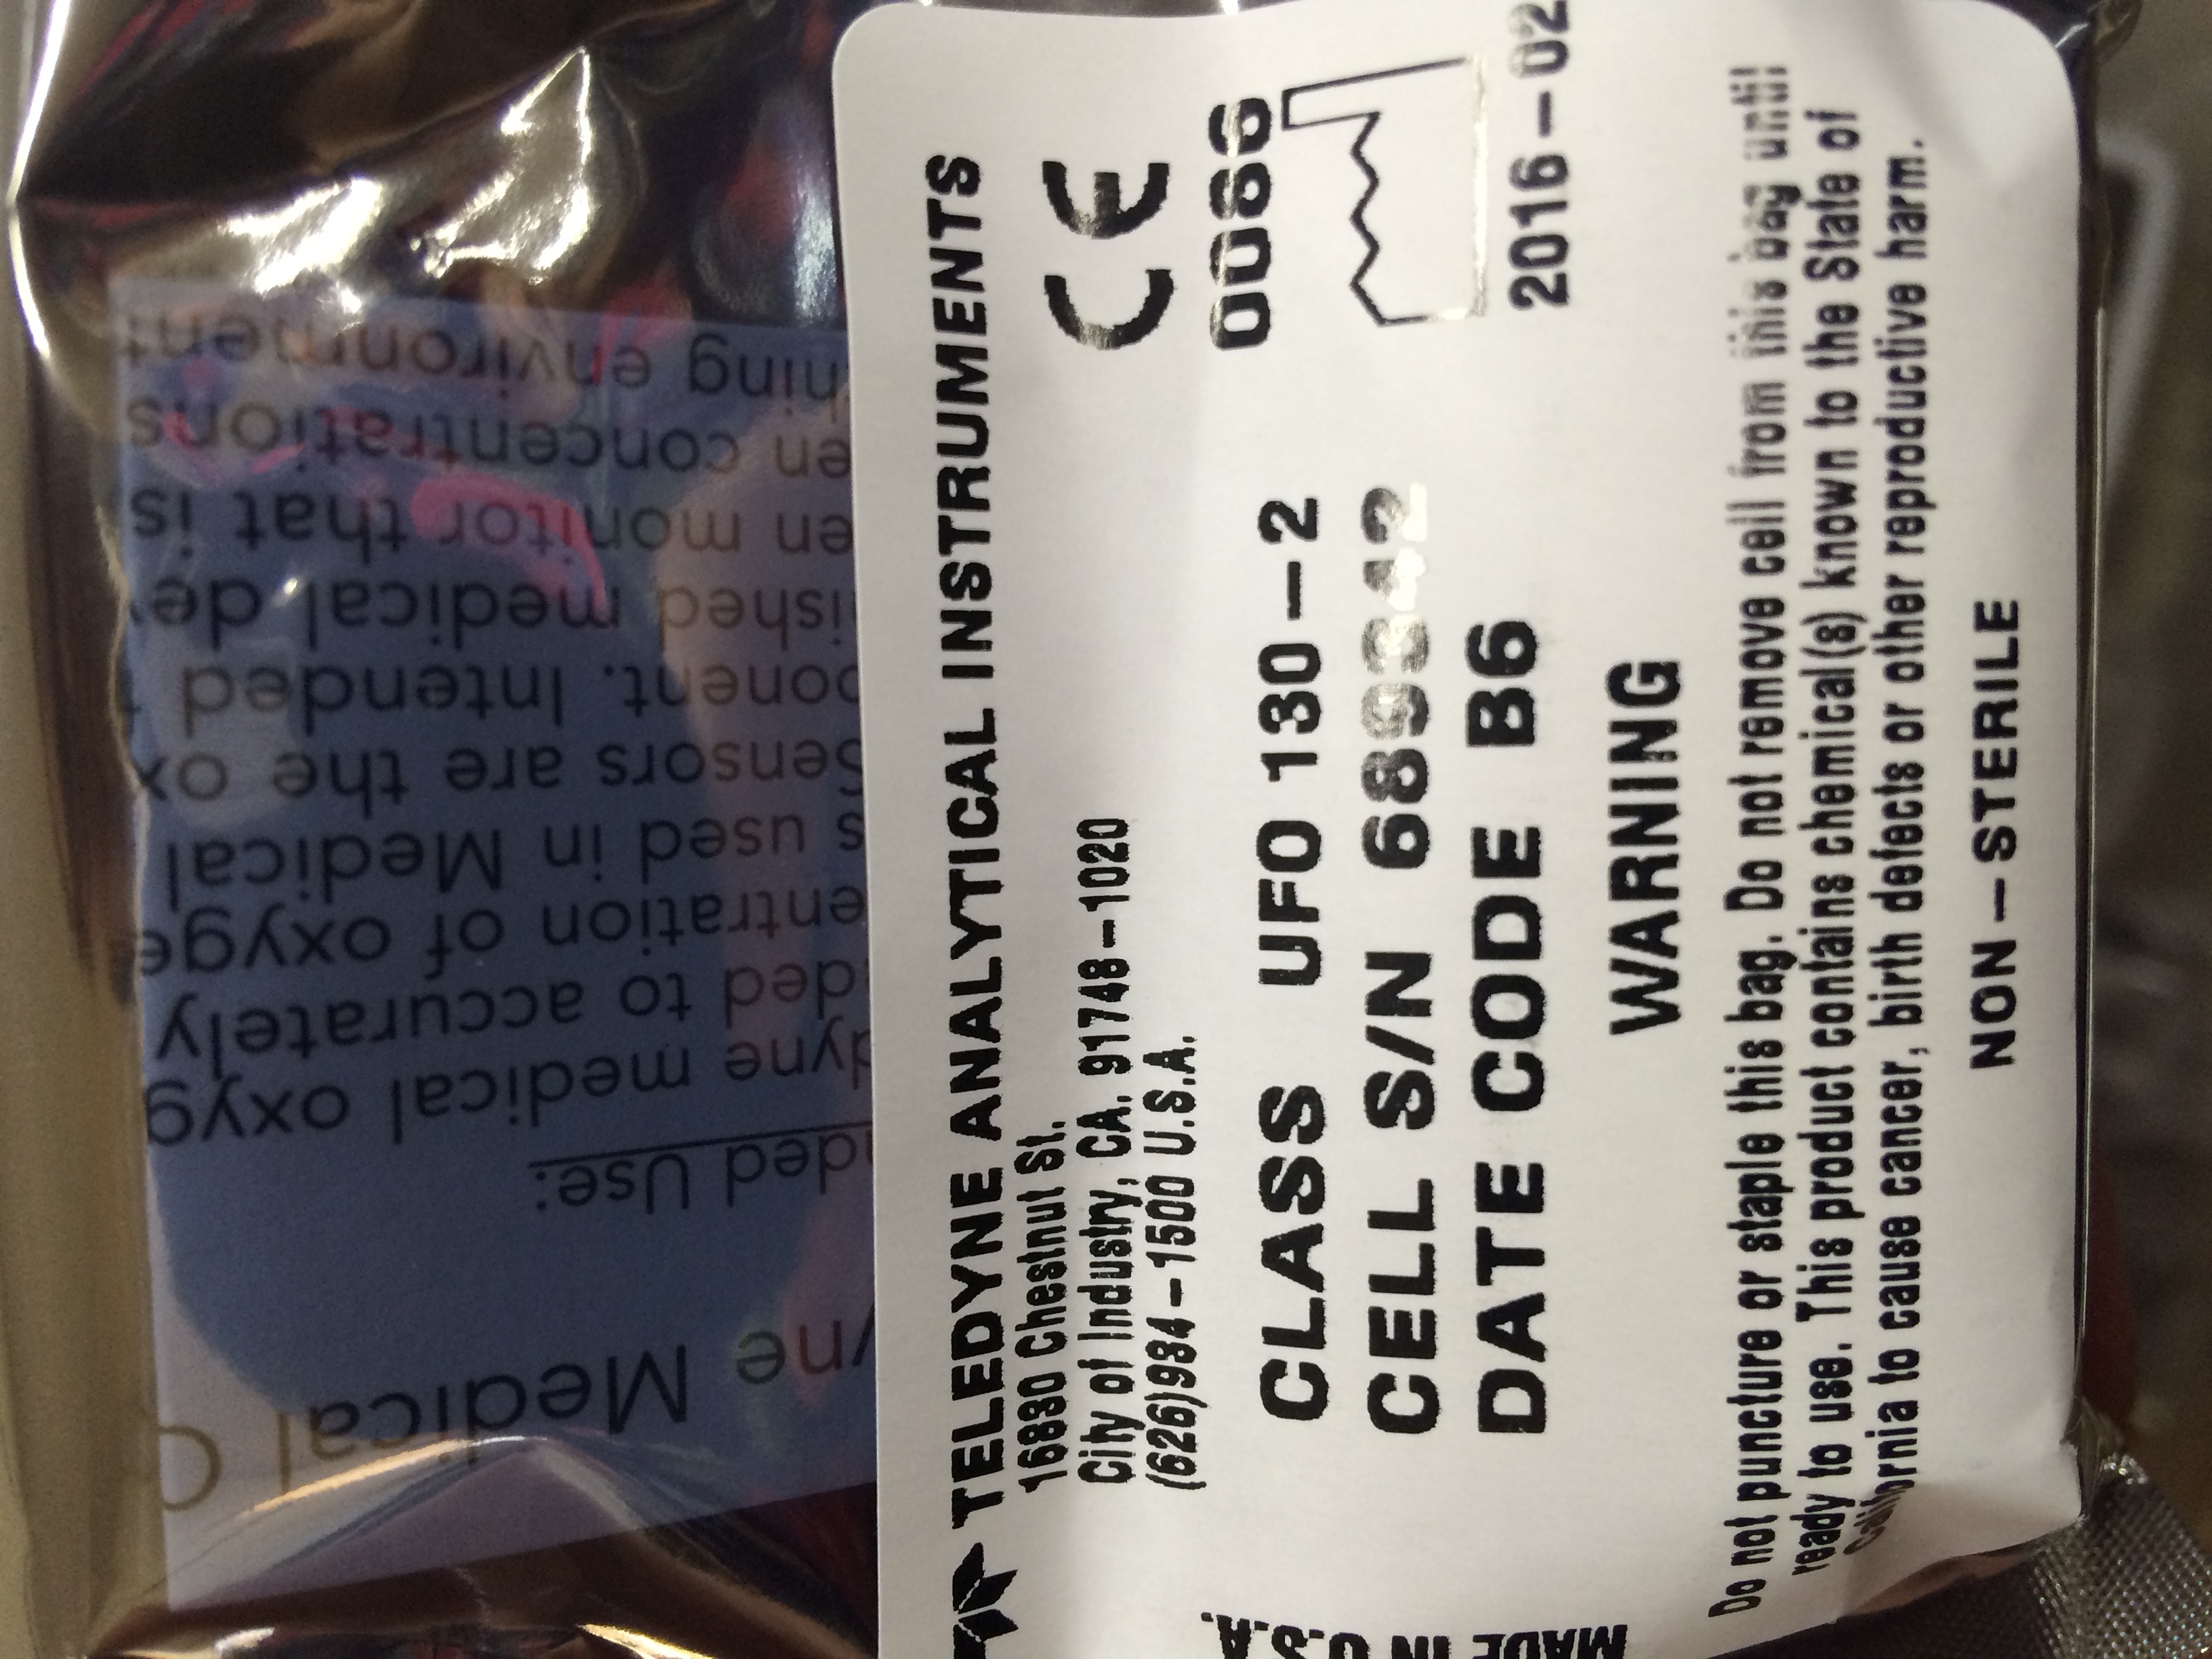 TELEDYNE ANALYTICAL INSTRUMENTS
16830 Chestnut St.
City of Industry, CA. 91748-1020
(626)934-1500 U.S.A.
CE
0086
2016-02
CLASS UFO 130-2
CELL S/N 689342
DATE CODE B6
WARNING
Do not puncture or staple this bag. Do not remove cell from this bag until
ready to use. This product contains chemical(s) known to the State of
California to cause cancer, birth defects or other reproductive harm.
NON-STERILE
MADE IN U.S.A.
yne Medical
ded Use:
dyne medical oxyg
ded to accurately
entration of oxyge
s used in Medical
Sensors are the ox
ponent. Intended
ished medical de
en monitor that is
en concentrations
hing environment